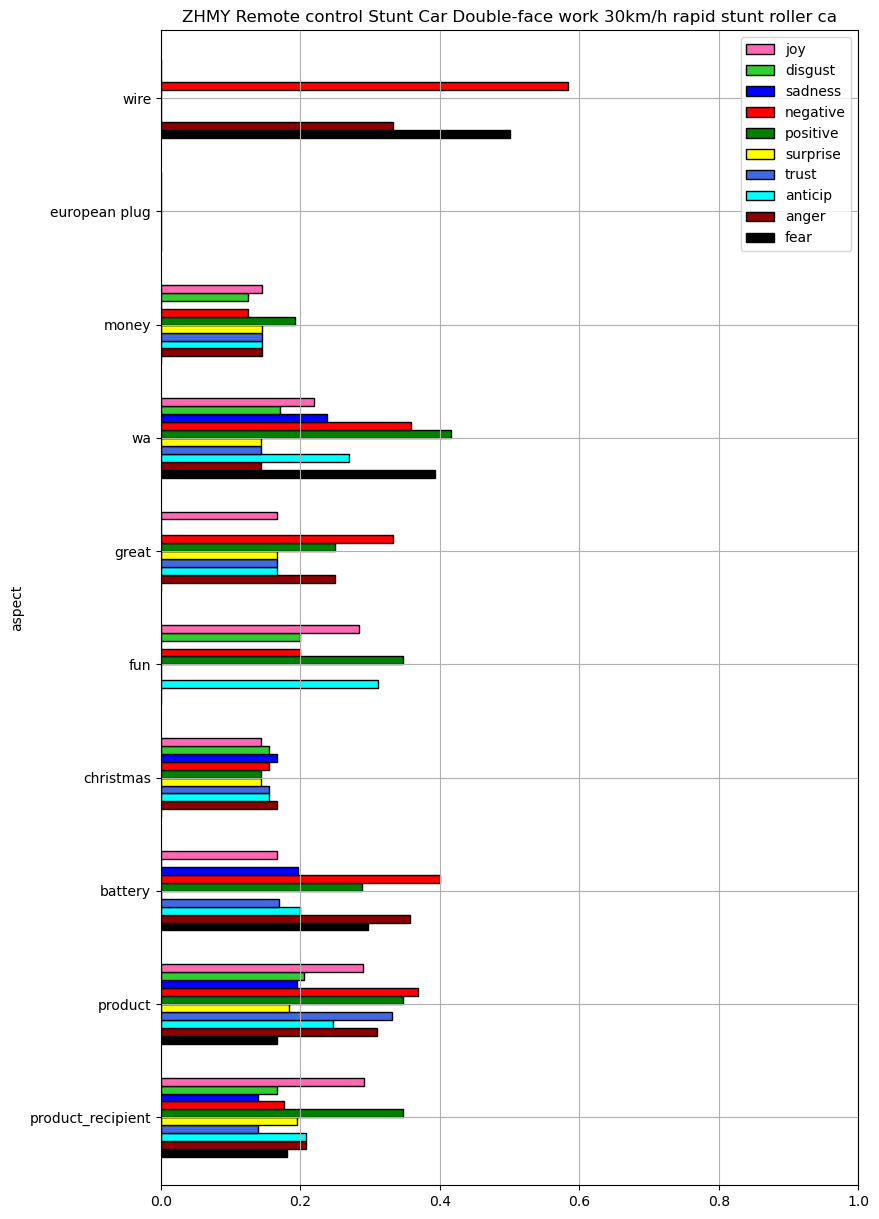 ZHMY Remote control Stunt Car Double-face work 30km/h rapid stunt roller ca
joy
disgust
sadness
negative
positive
surprise
trust
anticip
anger
fear
wire
european plug
money
wa
great
fun
christmas
battery
product
product_recipient
aspect
0.0 0.2 0.4 0.6 0.8 1.0